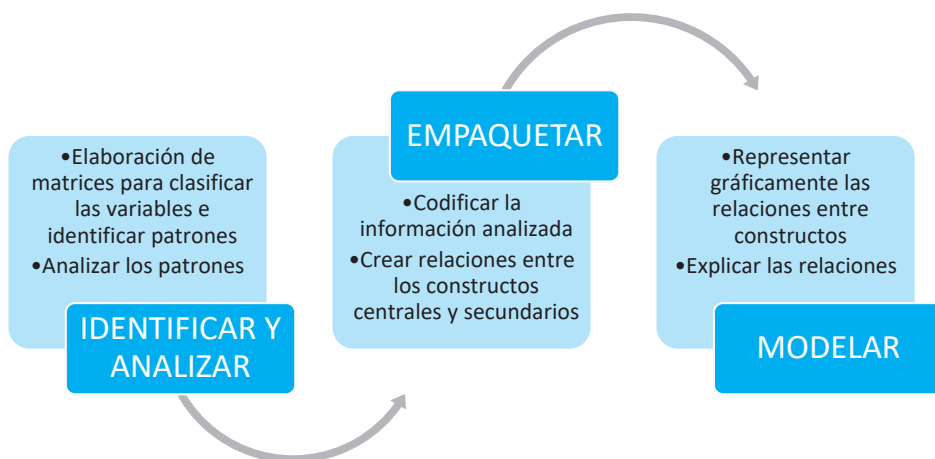 •Elaboración de
matrices para clasificar
las variables e
identificar patrones
•Analizar los patrones
IDENTIFICAR Y
ANALIZAR
EMPAQUETAR
•Codificar la
información analizada
•Crear relaciones entre
los constructos
centrales y secundarios
•Representar
gráficamente las
relaciones entre
constructos
•Explicar las relaciones
MODELAR